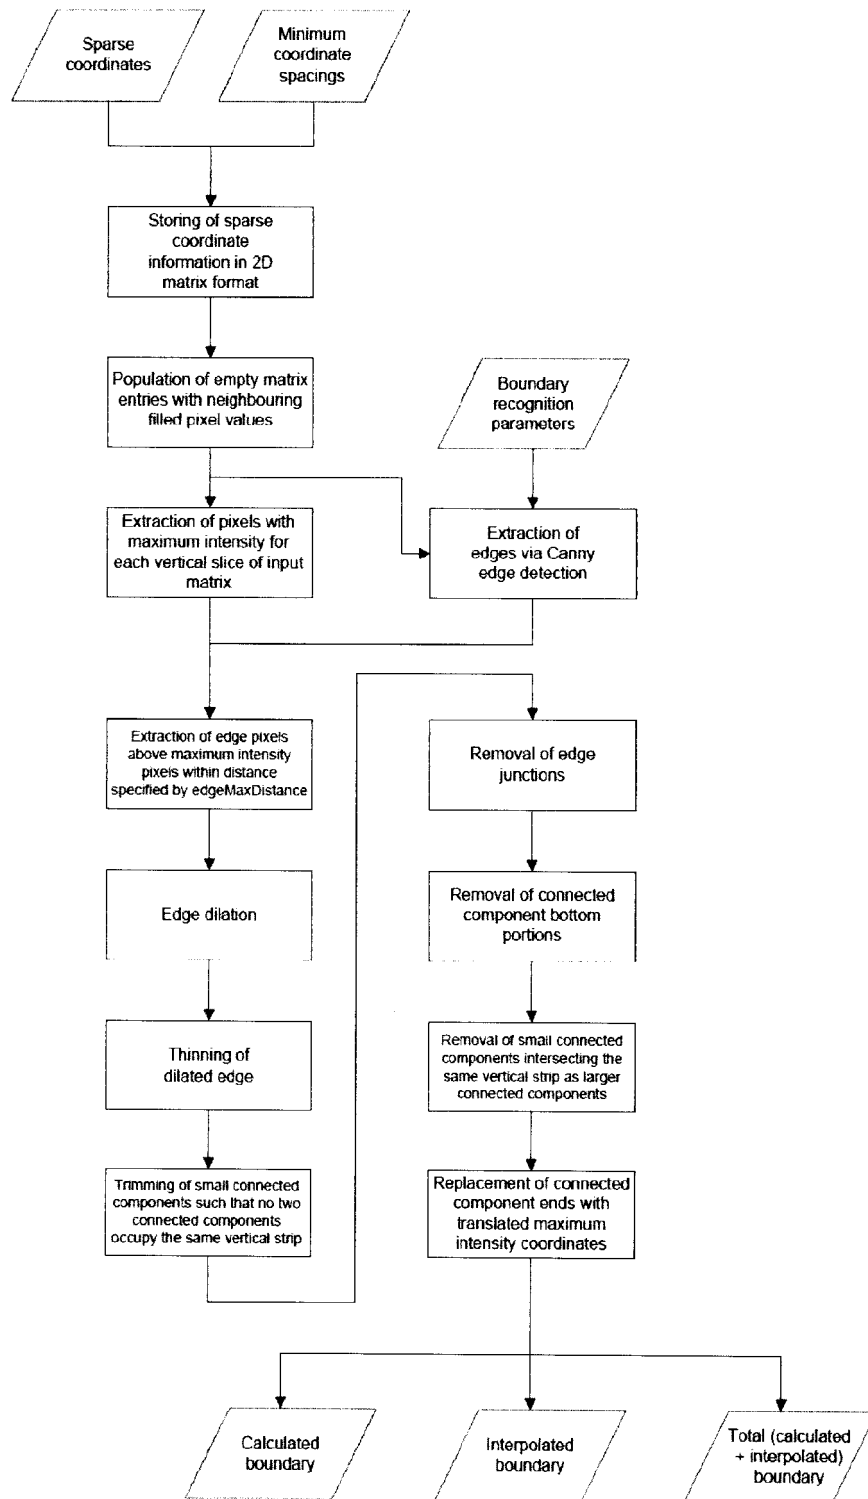 Sparse
coordinates
Minimum
coordinate
spacings
Storing of sparse
coordinate
information in 2D
matrix format
Population of empty matrix
entries with neighbouring
filled pixel values
Boundary
recognition
parameters
Extraction of pixels with
maximum intensity for
each vertical slice of input
matrix
Extraction of
edges via Canny
edge detection
Extraction of edge pixels
above maximum intensity
pixels within distance
specified by edgeMaxDistance
Edge dilation
Thinning of
dilated edge
Trimming of small connected
components such that no two
connected components
occupy the same vertical strip
Removal of edge
junctions
Removal of connected
component bottom
portions
Removal of small connected
components intersecting the
same vertical strip as larger
connected components
Replacement of connected
component ends with
translated maximum
intensity coordinates
Calculated
boundary
Interpolated
boundary
Total (calculated
+ interpolated)
boundary